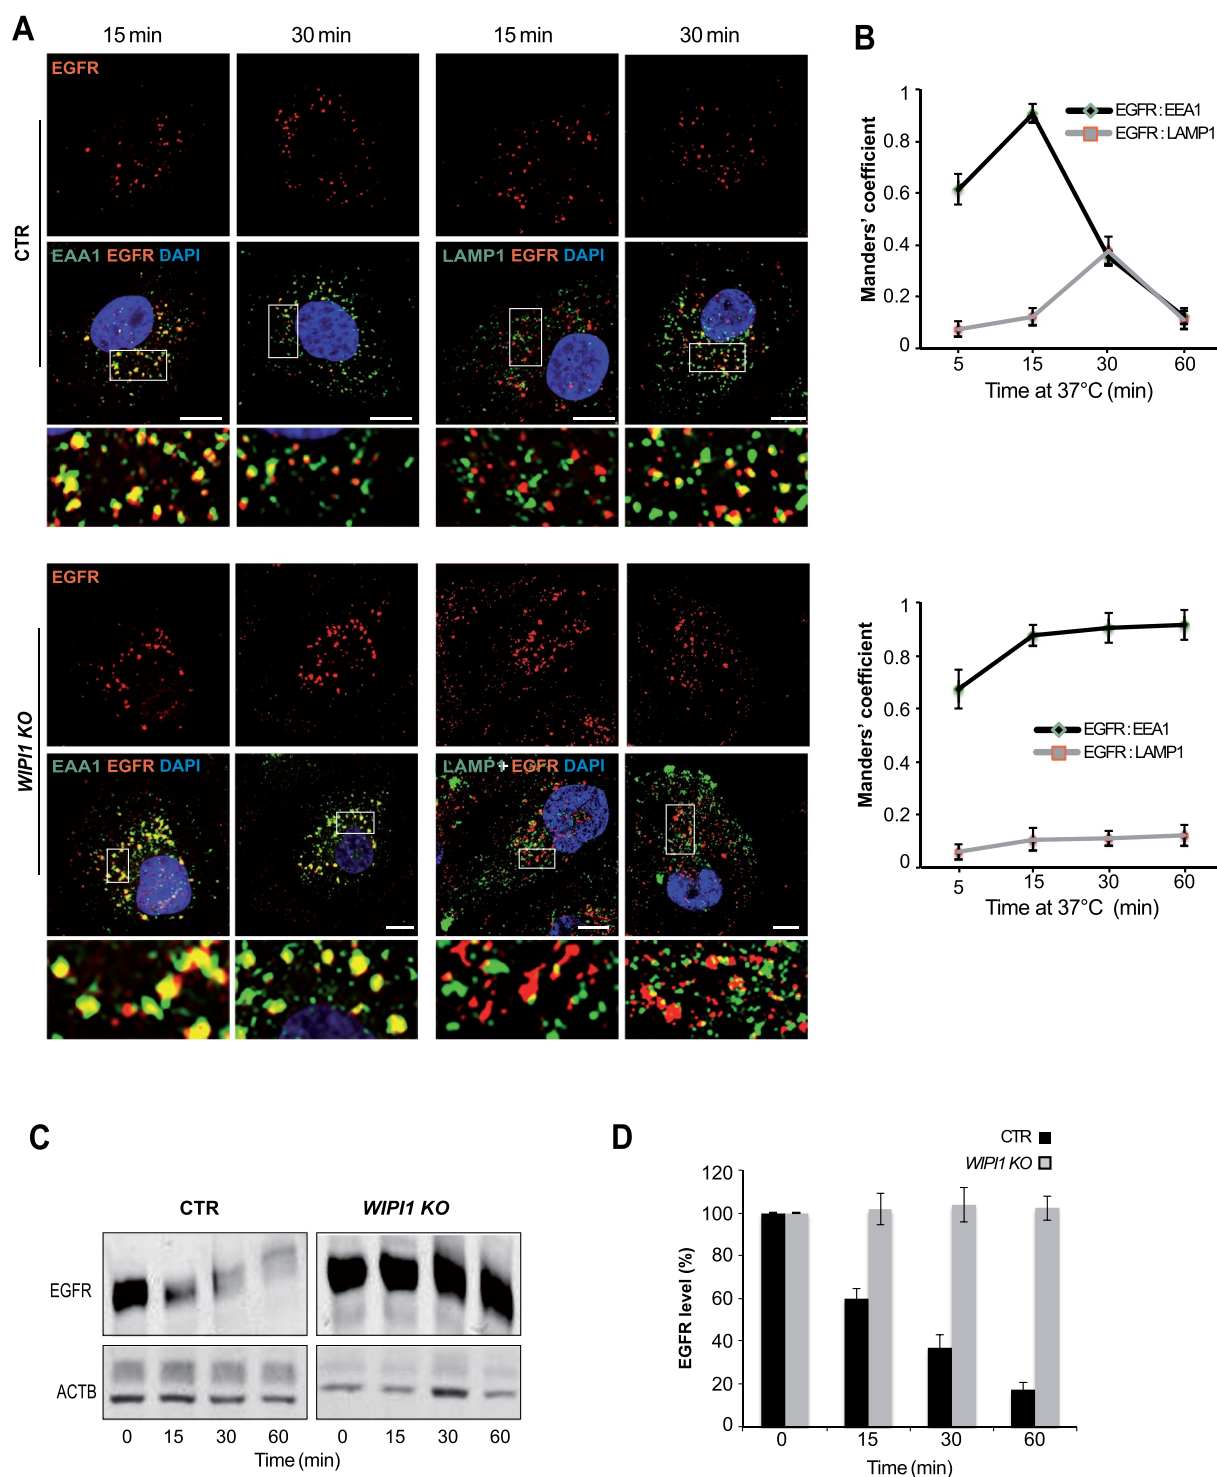 A
15 min 30 min 15 min 30 min
CTR
EGFR
EAA1 EGFR DAPI
LAMP1 EGFR DAPI
WIPI1 KO
EGFR
EAA1 EGFR DAPI
LAMP1 EGFR DAPI
B
Manders' coefficient
1
0.8
0.6
0.4
0.2
0
EGFR:EEA1
EGFR:LAMP1
5 15 30 60
Time at 37°C (min)
Manders' coefficient
1
0.8
0.6
0.4
0.2
0
EGFR:EEA1
EGFR:LAMP1
5 15 30 60
Time at 37°C (min)
C
CTR WIPI1 KO
EGFR
ACTB
0 15 30 60 0 15 30 60
Time (min)
D
CTR
WIPI1 KO
EGFR level (%)
120
100
80
60
40
20
0
0 15 30 60
Time (min)